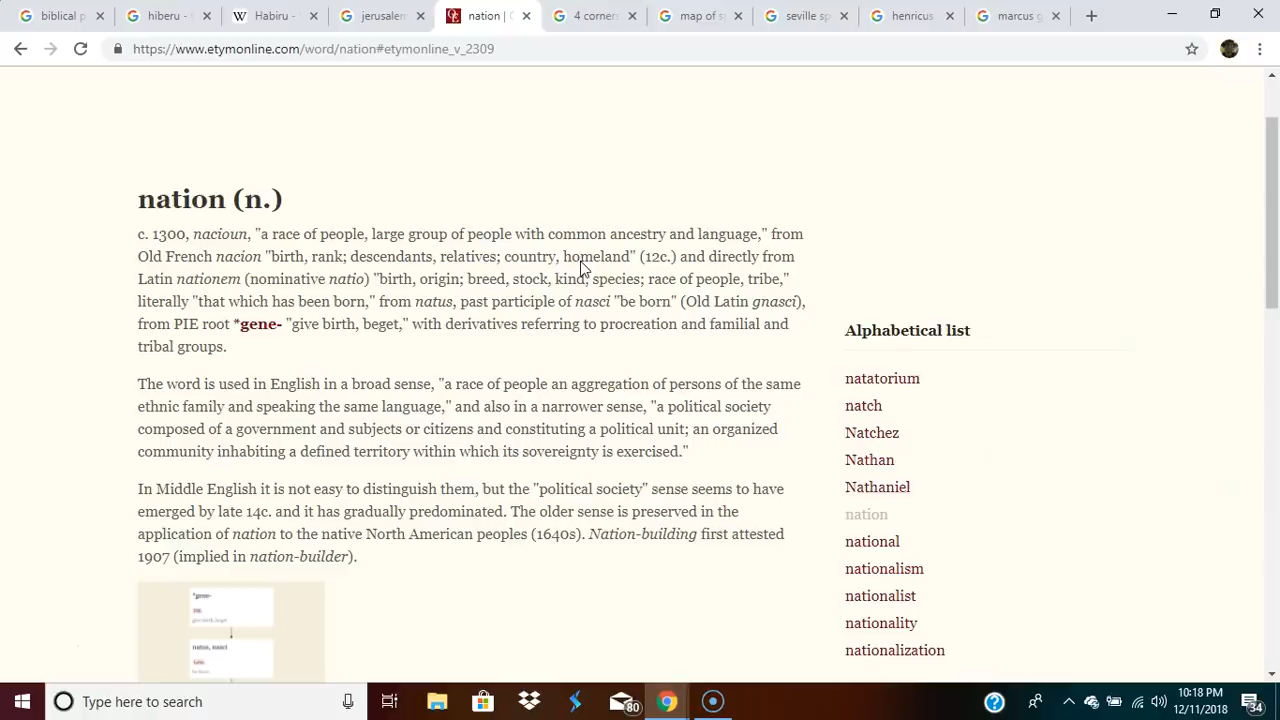 biblical p
hiberu
Habiru -
jerusalem
nation | O
4 corner
map of s
seville sp
henricus
marcus g
https://www.etymonline.com/word/nation#etymonline_v_2309
nation (n.)
c. 1300, nacioun, "a race of people, large group of people with common ancestry and language," from
Old French nacion "birth, rank; descendants, relatives; country, homeland" (12c.) and directly from
Latin nationem (nominative natio) "birth, origin; breed, stock, kind, species; race of people, tribe,"
literally "that which has been born," from natus, past participle of nasci "be born" (Old Latin gnasci),
from PIE root *gene- "give birth, beget," with derivatives referring to procreation and familial and
tribal groups.
The word is used in English in a broad sense, "a race of people an aggregation of persons of the same
ethnic family and speaking the same language," and also in a narrower sense, "a political society
composed of a government and subjects or citizens and constituting a political unit; an organized
community inhabiting a defined territory within which its sovereignty is exercised."
In Middle English it is not easy to distinguish them, but the "political society" sense seems to have
emerged by late 14c. and it has gradually predominated. The older sense is preserved in the
application of nation to the native North American peoples (1640s). Nation-building first attested
1907 (implied in nation-builder).
*gene-
give birth, beget
natus, nasci
Alphabetical list
natatorium
natch
Natchez
Nathan
Nathaniel
nation
national
nationalism
nationalist
nationality
nationalization
Type here to search
80
10:18 PM
12/11/2018
34